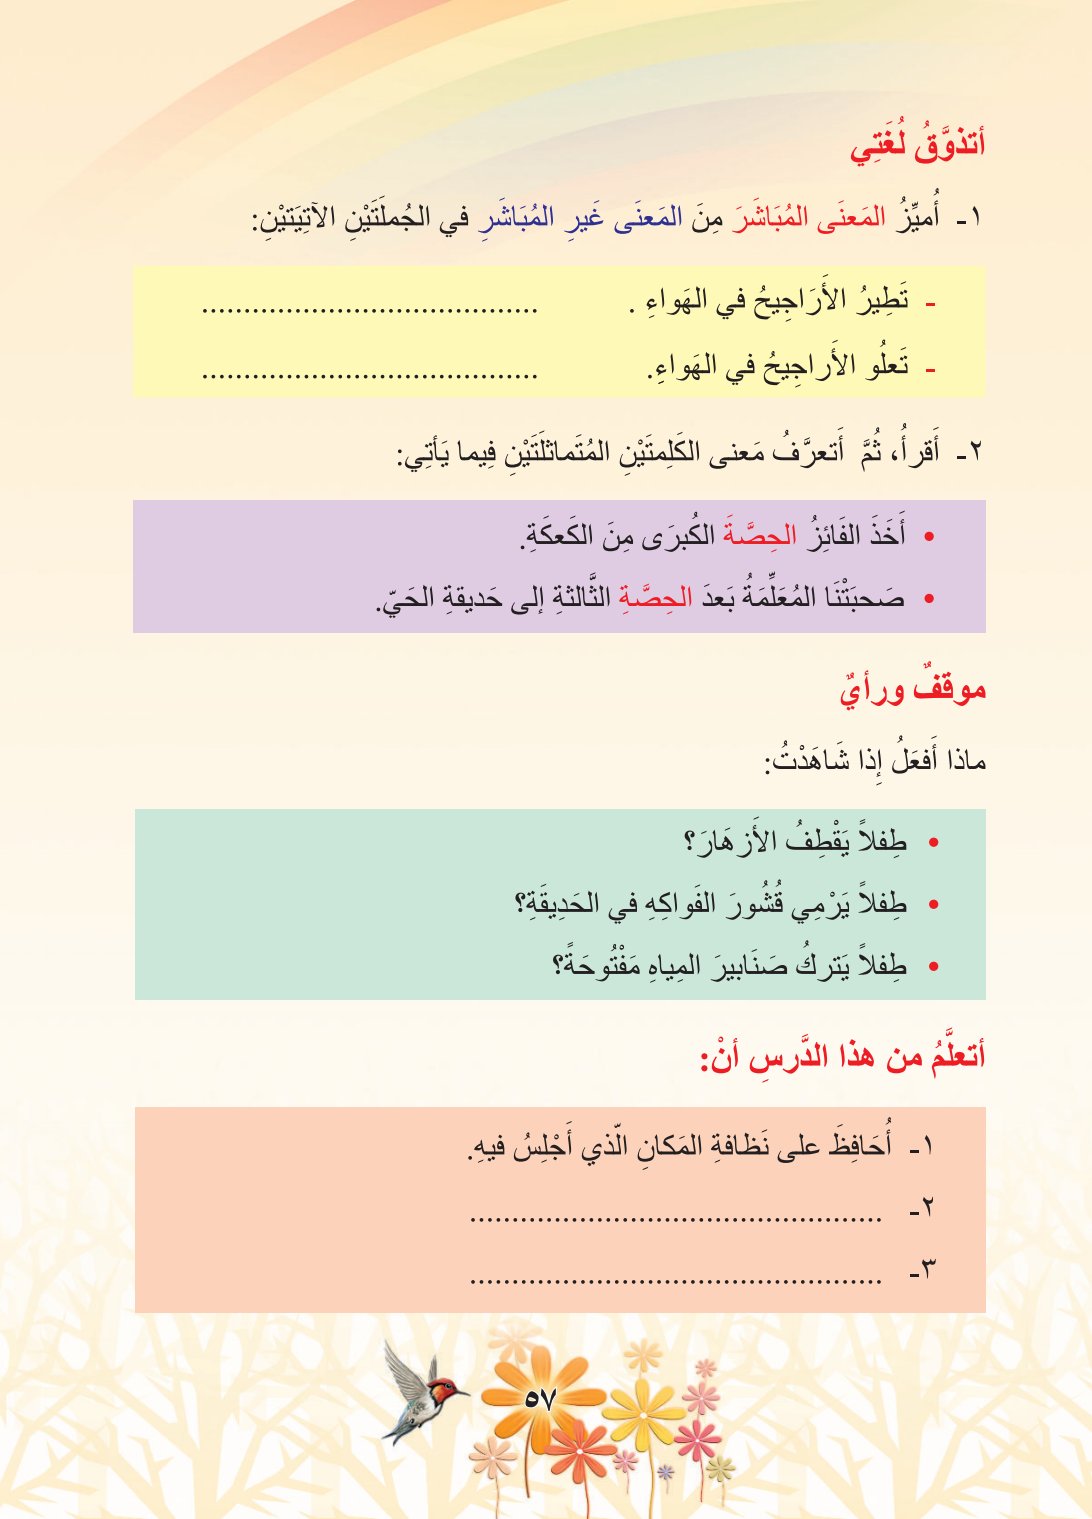 أتذوَّقُ لُغَتِي
١- أُميِّزُ المَعنَى المُبَاشَرَ مِنَ المَعنَى غَيرِ المُبَاشَرِ في الجُملَتَيْنِ الآتِيَتيْنِ:
- تَطِيرُ الأَرَاجِيحُ في الهَواءِ . ........................................
- تَعلُو الأَراجِيحُ في الهَواءِ. ........................................
٢- أَقرأُ، ثُمَّ أَتعرَّفُ مَعنى الكَلِمتَيْنِ المُتَماثلَتَيْنِ فِيما يَأتِي:
• أَخَذَ الفَائِزُ الحِصَّةَ الكُبرَى مِنَ الكَعكَةِ.
• صَحبَتْنَا المُعَلِّمَةُ بَعدَ الحِصَّةِ الثَّالثةِ إلى حَديقةِ الحَيّ.
موقفٌ ورأيٌ
ماذا أَفعَلُ إِذا شَاهَدْتُ:
• طِفلاً يَقْطِفُ الأَزهَارَ؟
• طِفلاً يَرْمِي قُشُورَ الفَواكِهِ في الحَدِيقَةِ؟
• طِفلاً يَتركُ صَنَابيرَ المِياهِ مَفْتُوحَةً؟
أتعلَّمُ من هذا الدَّرسِ أنْ:
١- أُحَافِظَ على نَظافةِ المَكانِ الّذي أَجْلِسُ فيهِ.
٢- .................................................
٣- .................................................
٥٧